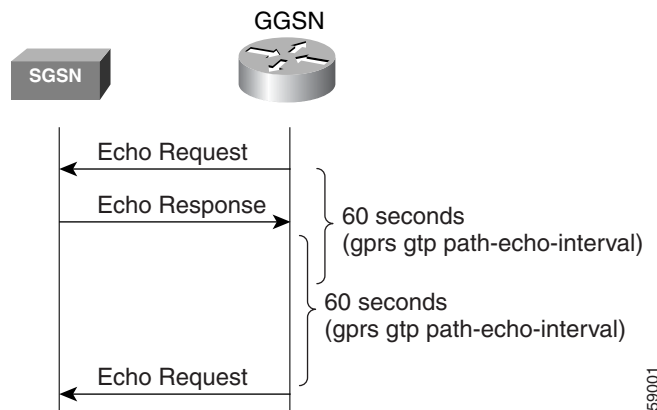 GGSN
SGSN
Echo Request
Echo Response
60 seconds
(gprs gtp path-echo-interval)
60 seconds
(gprs gtp path-echo-interval)
Echo Request
59001